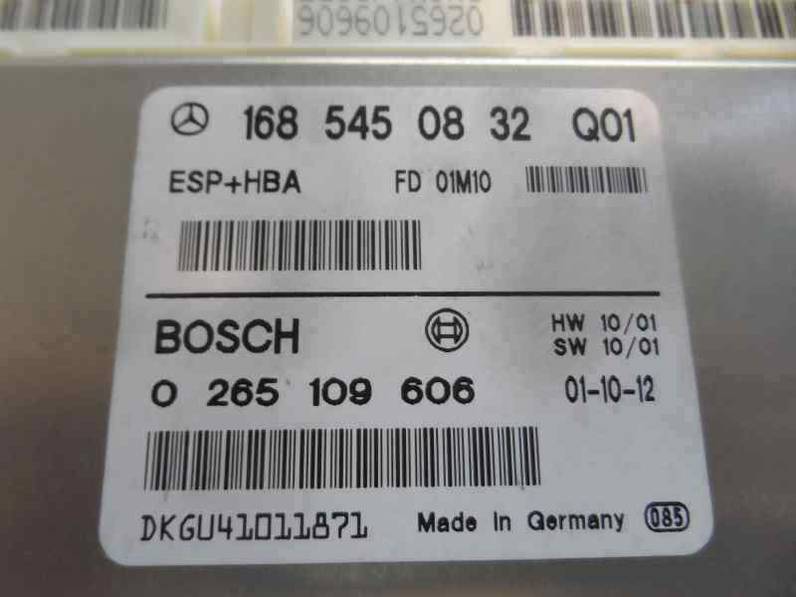 0265109606
168 545 08 32 Q01
ESP+HBA FD 01M10
BOSCH HW 10/01
SW 10/01
0 265 109 606 01-10-12
DKGU41011871 Made in Germany 085